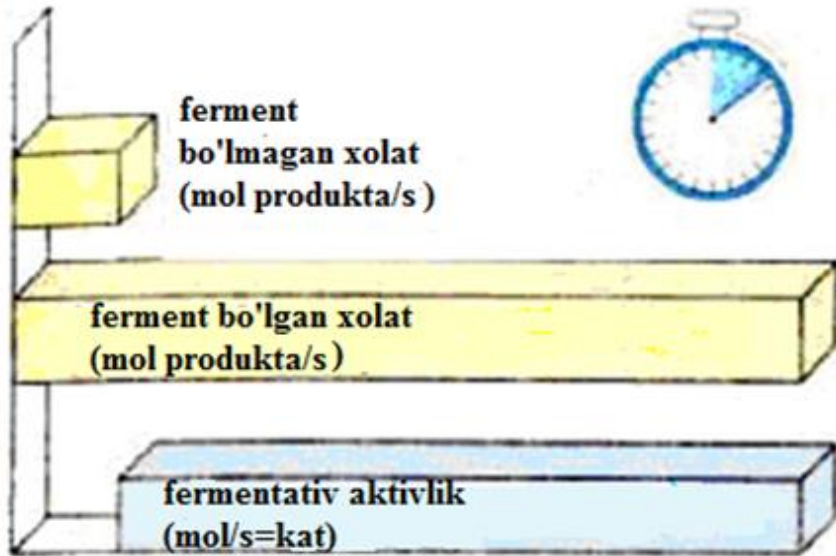 ferment
bo'lmagan xolat
(mol produkta/s )
ferment bo'lgan xolat
(mol produkta/s )
fermentativ aktivlik
(mol/s=kat)